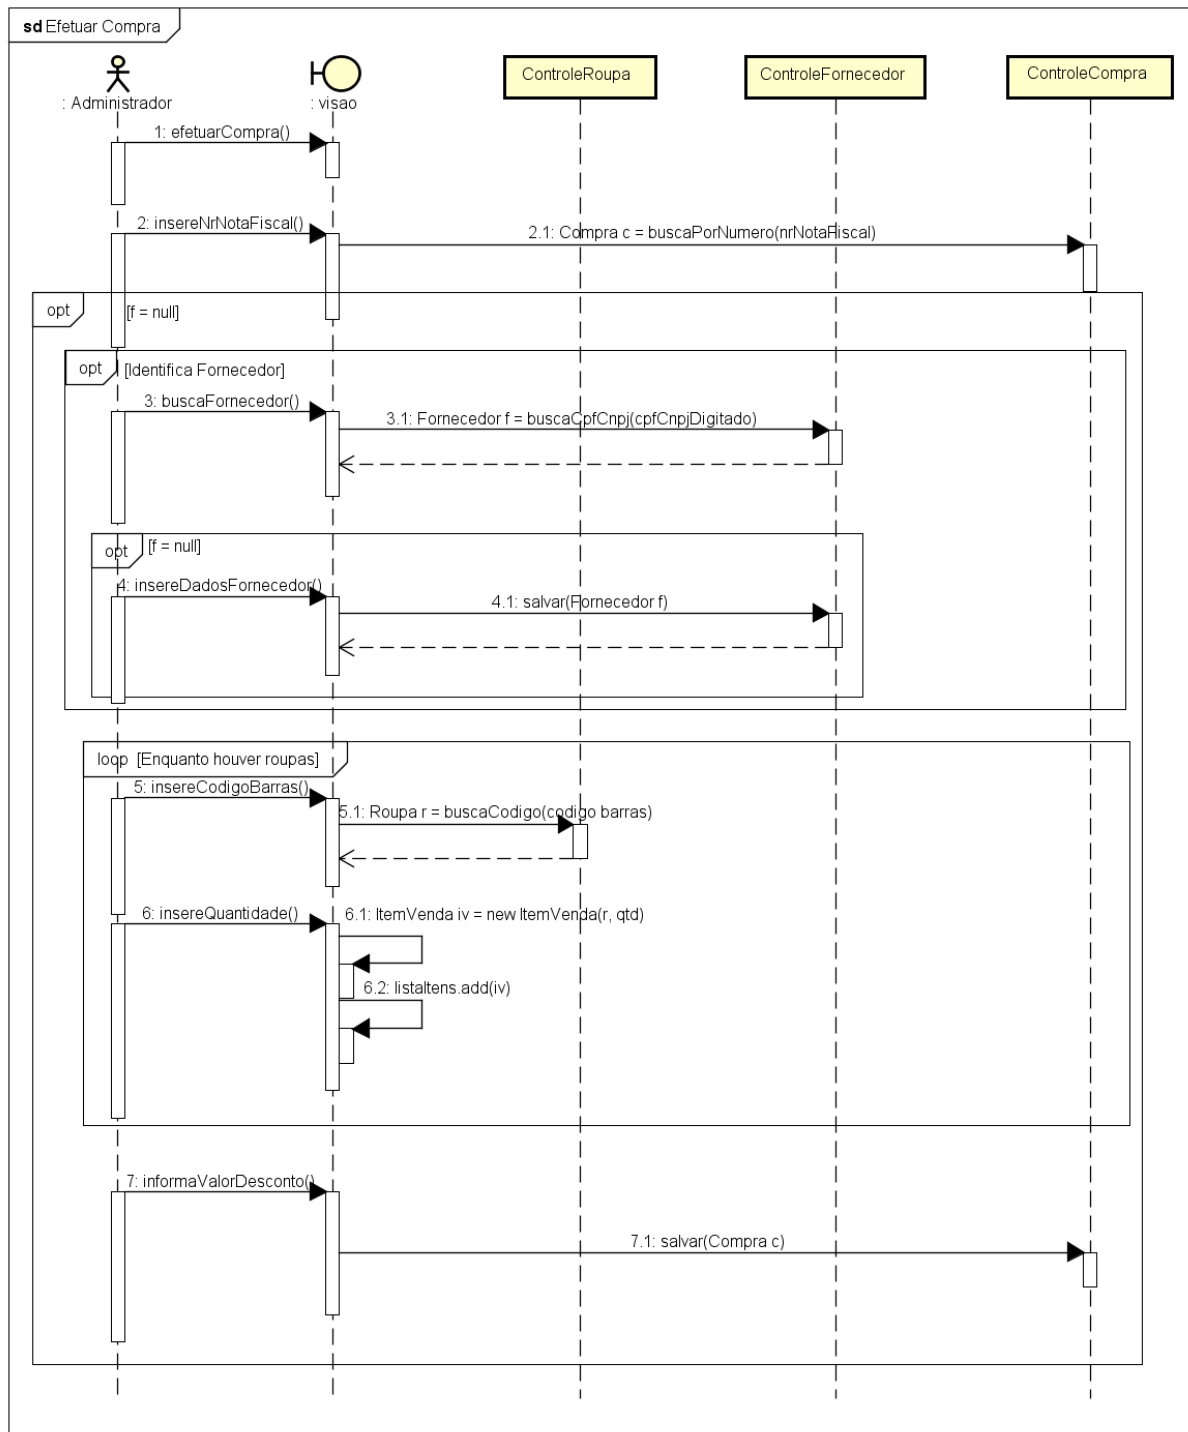 sd Efetuar Compra
: Administrador
: visao
ControleRoupa
ControleFornecedor
ControleCompra
1: efetuarCompra()
2: insereNrNotaFiscal()
2.1: Compra c = buscaPorNumero(nrNotaFiscal)
opt
[f = null]
opt
[Identifica Fornecedor]
3: buscaFornecedor()
3.1: Fornecedor f = buscaCpfCnpj(cpfCnpjDigitado)
opt
[f = null]
4: insereDadosFornecedor()
4.1: salvar(Fornecedor f)
loop [Enquanto houver roupas]
5: insereCodigoBarras()
5.1: Roupa r = buscaCodigo(codigo barras)
6: insereQuantidade()
6.1: ItemVenda iv = new ItemVenda(r, qtd)
6.2: listaItens.add(iv)
7: informaValorDesconto()
7.1: salvar(Compra c)